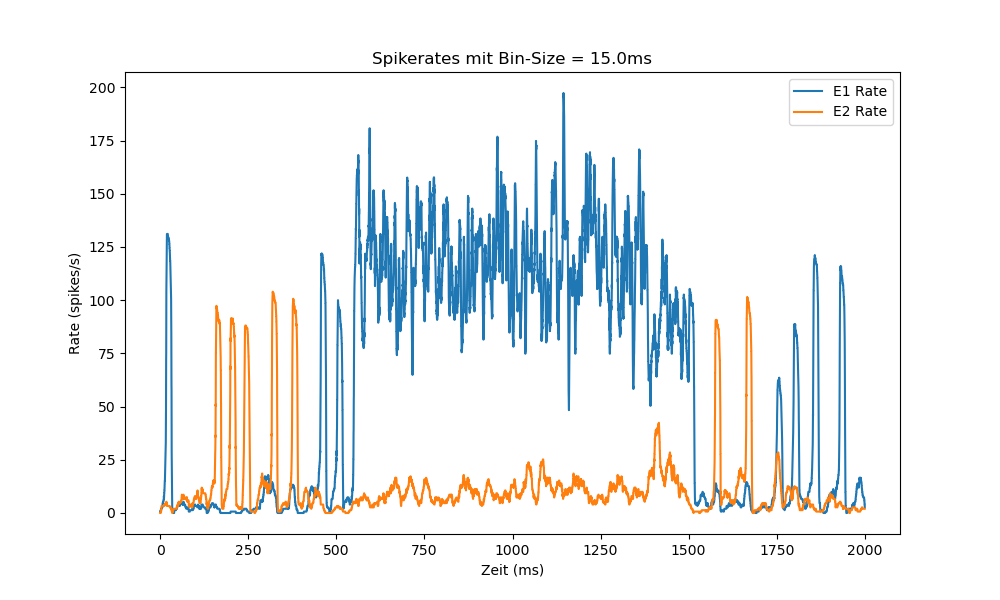 Spikerates mit Bin-Size = 15.0ms
E1 Rate
E2 Rate
200
175
150
125
100
75
50
25
0
Rate (spikes/s)
0 250 500 750 1000 1250 1500 1750 2000
Zeit (ms)